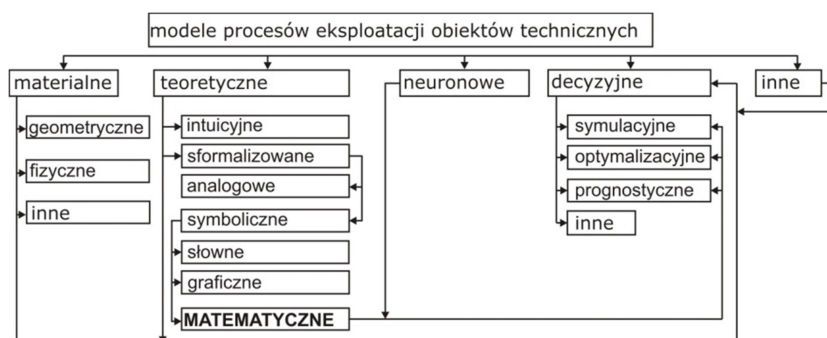 modele procesów eksploatacji obiektów technicznych
materialne
teoretyczne
neuronowe
decyzyjne
inne
geometryczne
fizyczne
inne
intuicyjne
sformalizowane
analogowe
symboliczne
słowne
graficzne
MATEMATYCZNE
symulacyjne
optymalizacyjne
prognostyczne
inne